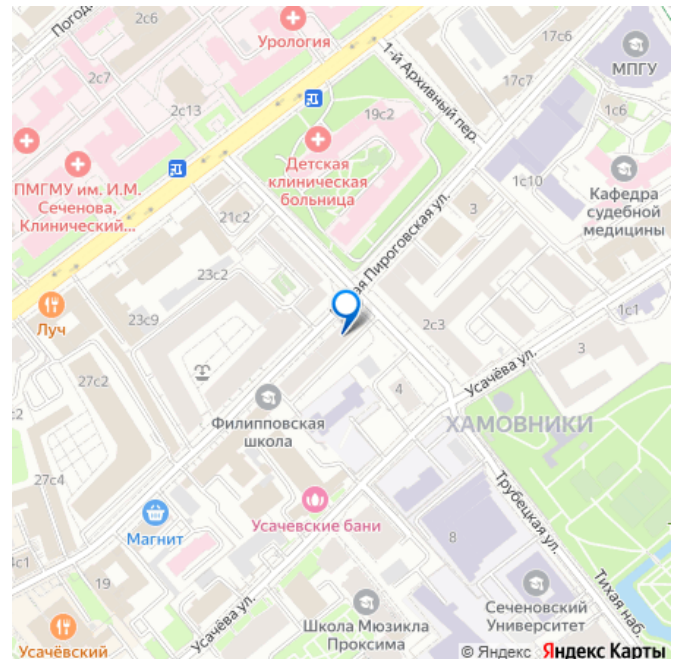 Погод
2с6
Урология
17с6
МПГУ
2с7
1-й Архивный пер.
17с7
2с13
19с2
1с6
Детская
клиническая
больница
ПМГМУ им. И.М.
Сеченова,
Клинический...
1с10
Кафедра
судебной
медицины
21с2
3
ая Пироговская ул.
23с2
Луч
23с9
2с3
1с1
3
Усачёва ул.
27с2
4
с2
Филипповская
школа
ХАМОВНИКИ
27с4
Трубецкая ул.
Магнит
Усачевские бани
8
4с1
19
Тихая наб.
Усачёва ул.
Сеченовский
Университет
Школа Мюзикла
Проксима
Усачёвский
© Яндекс Яндекс Карты